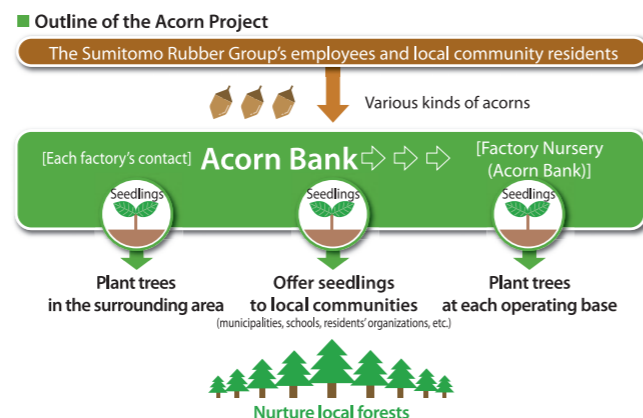 Outline of the Acorn Project
The Sumitomo Rubber Group's employees and local community residents
Various kinds of acorns
[Each factory's contact] Acorn Bank [Factory Nursery
(Acorn Bank)]
Seedlings Seedlings Seedlings
Plant trees
in the surrounding area
Offer seedlings
to local communities
(municipalities, schools, residents' organizations, etc.)
Plant trees
at each operating base
Nurture local forests